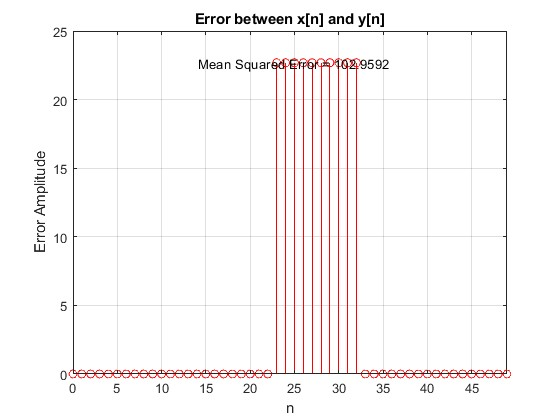 Error between x[n] and y[n]
Mean Squared Error = 102.9592
25
20
15
10
5
0
Error Amplitude
0 5 10 15 20 25 30 35 40 45
n